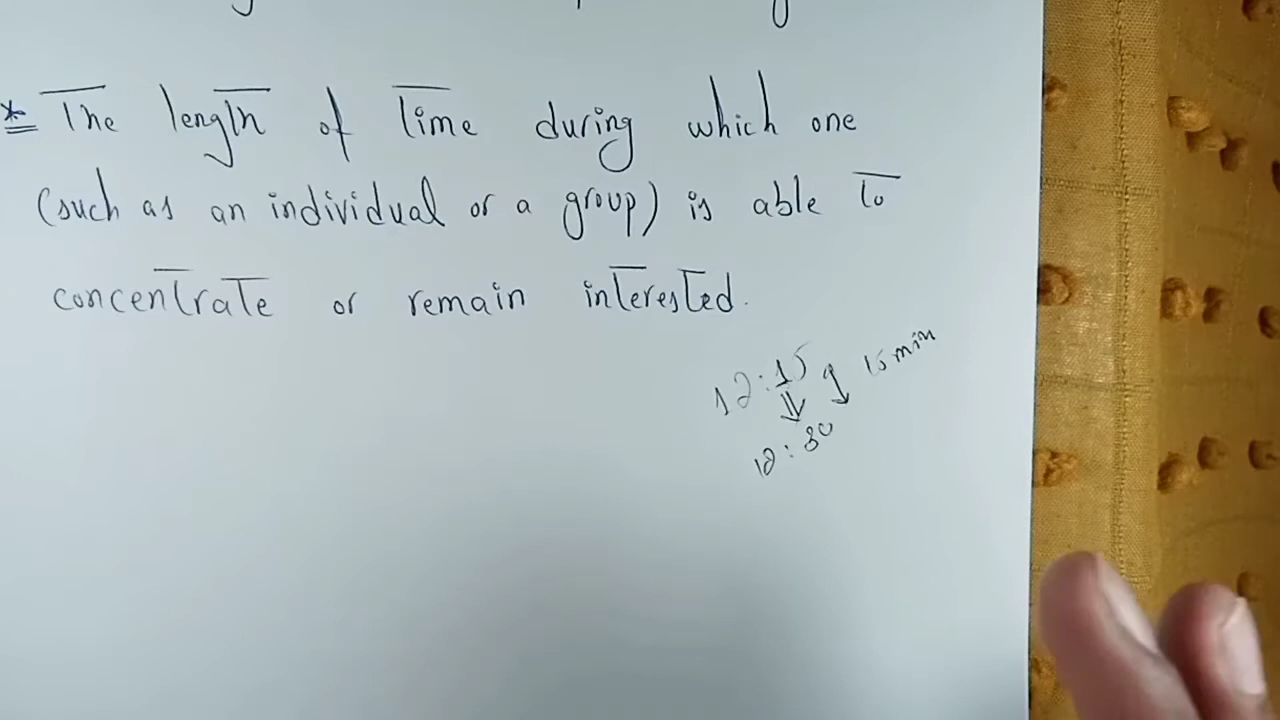 * The length of time during which one
(such as an individual or a group) is able to
concentrate or remain interested.
12:15
15 min
12:30